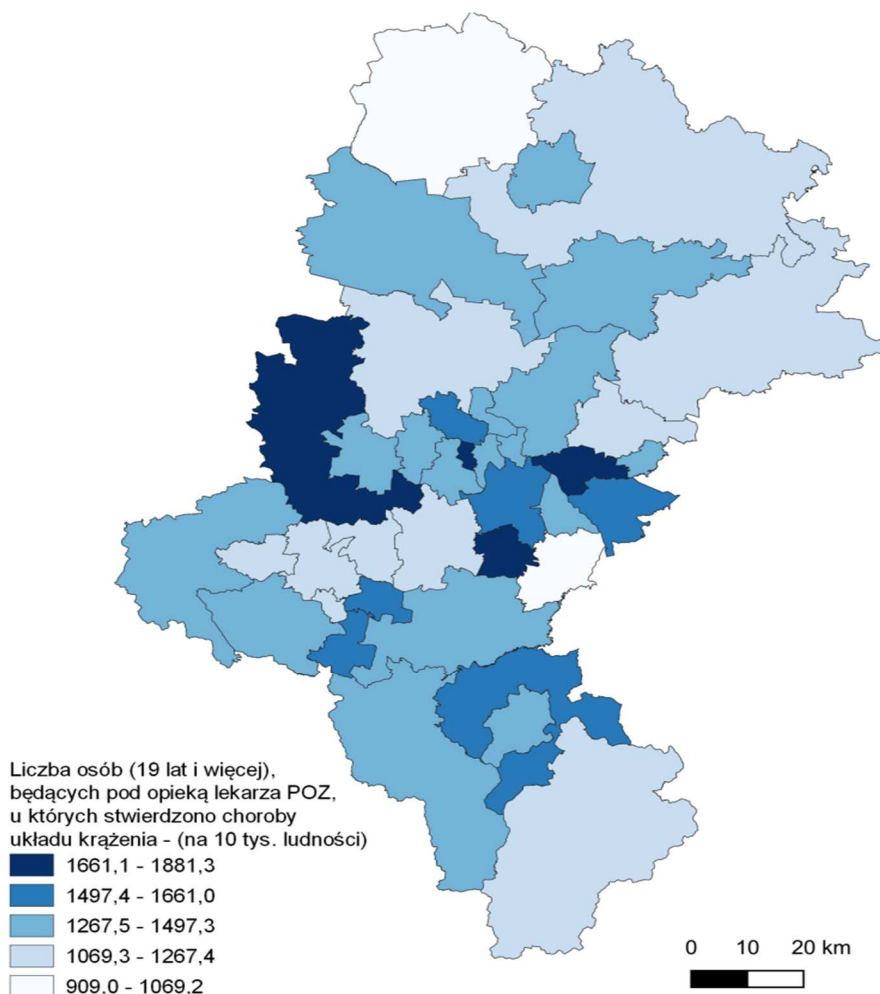 Liczba osób (19 lat i więcej),
będących pod opieką lekarza POZ,
u których stwierdzono choroby
układu krążenia - (na 10 tys. ludności)
1661,1 - 1881,3
1497,4 - 1661,0
1267,5 - 1497,3
1069,3 - 1267,4
909,0 - 1069,2
0 10 20 km